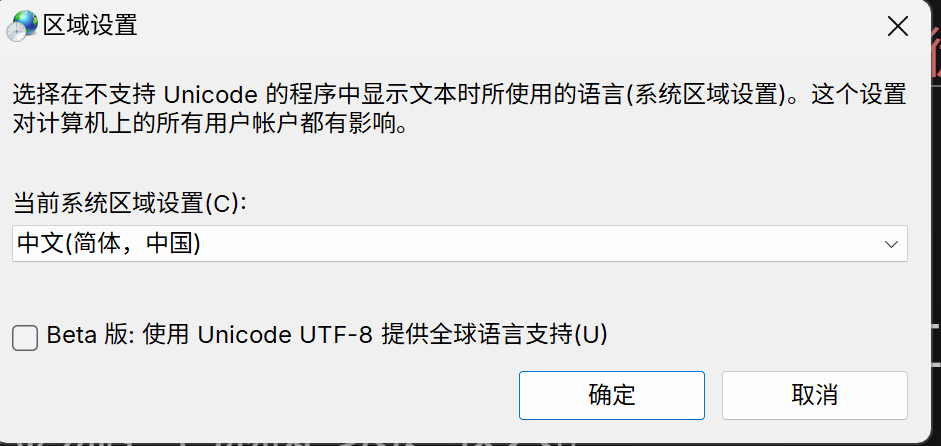 区域设置
选择在不支持 Unicode 的程序中显示文本时所使用的语言(系统区域设置)。这个设置
对计算机上的所有用户帐户都有影响。
当前系统区域设置(C):
中文(简体，中国)
Beta 版: 使用 Unicode UTF-8 提供全球语言支持(U)
确定
取消